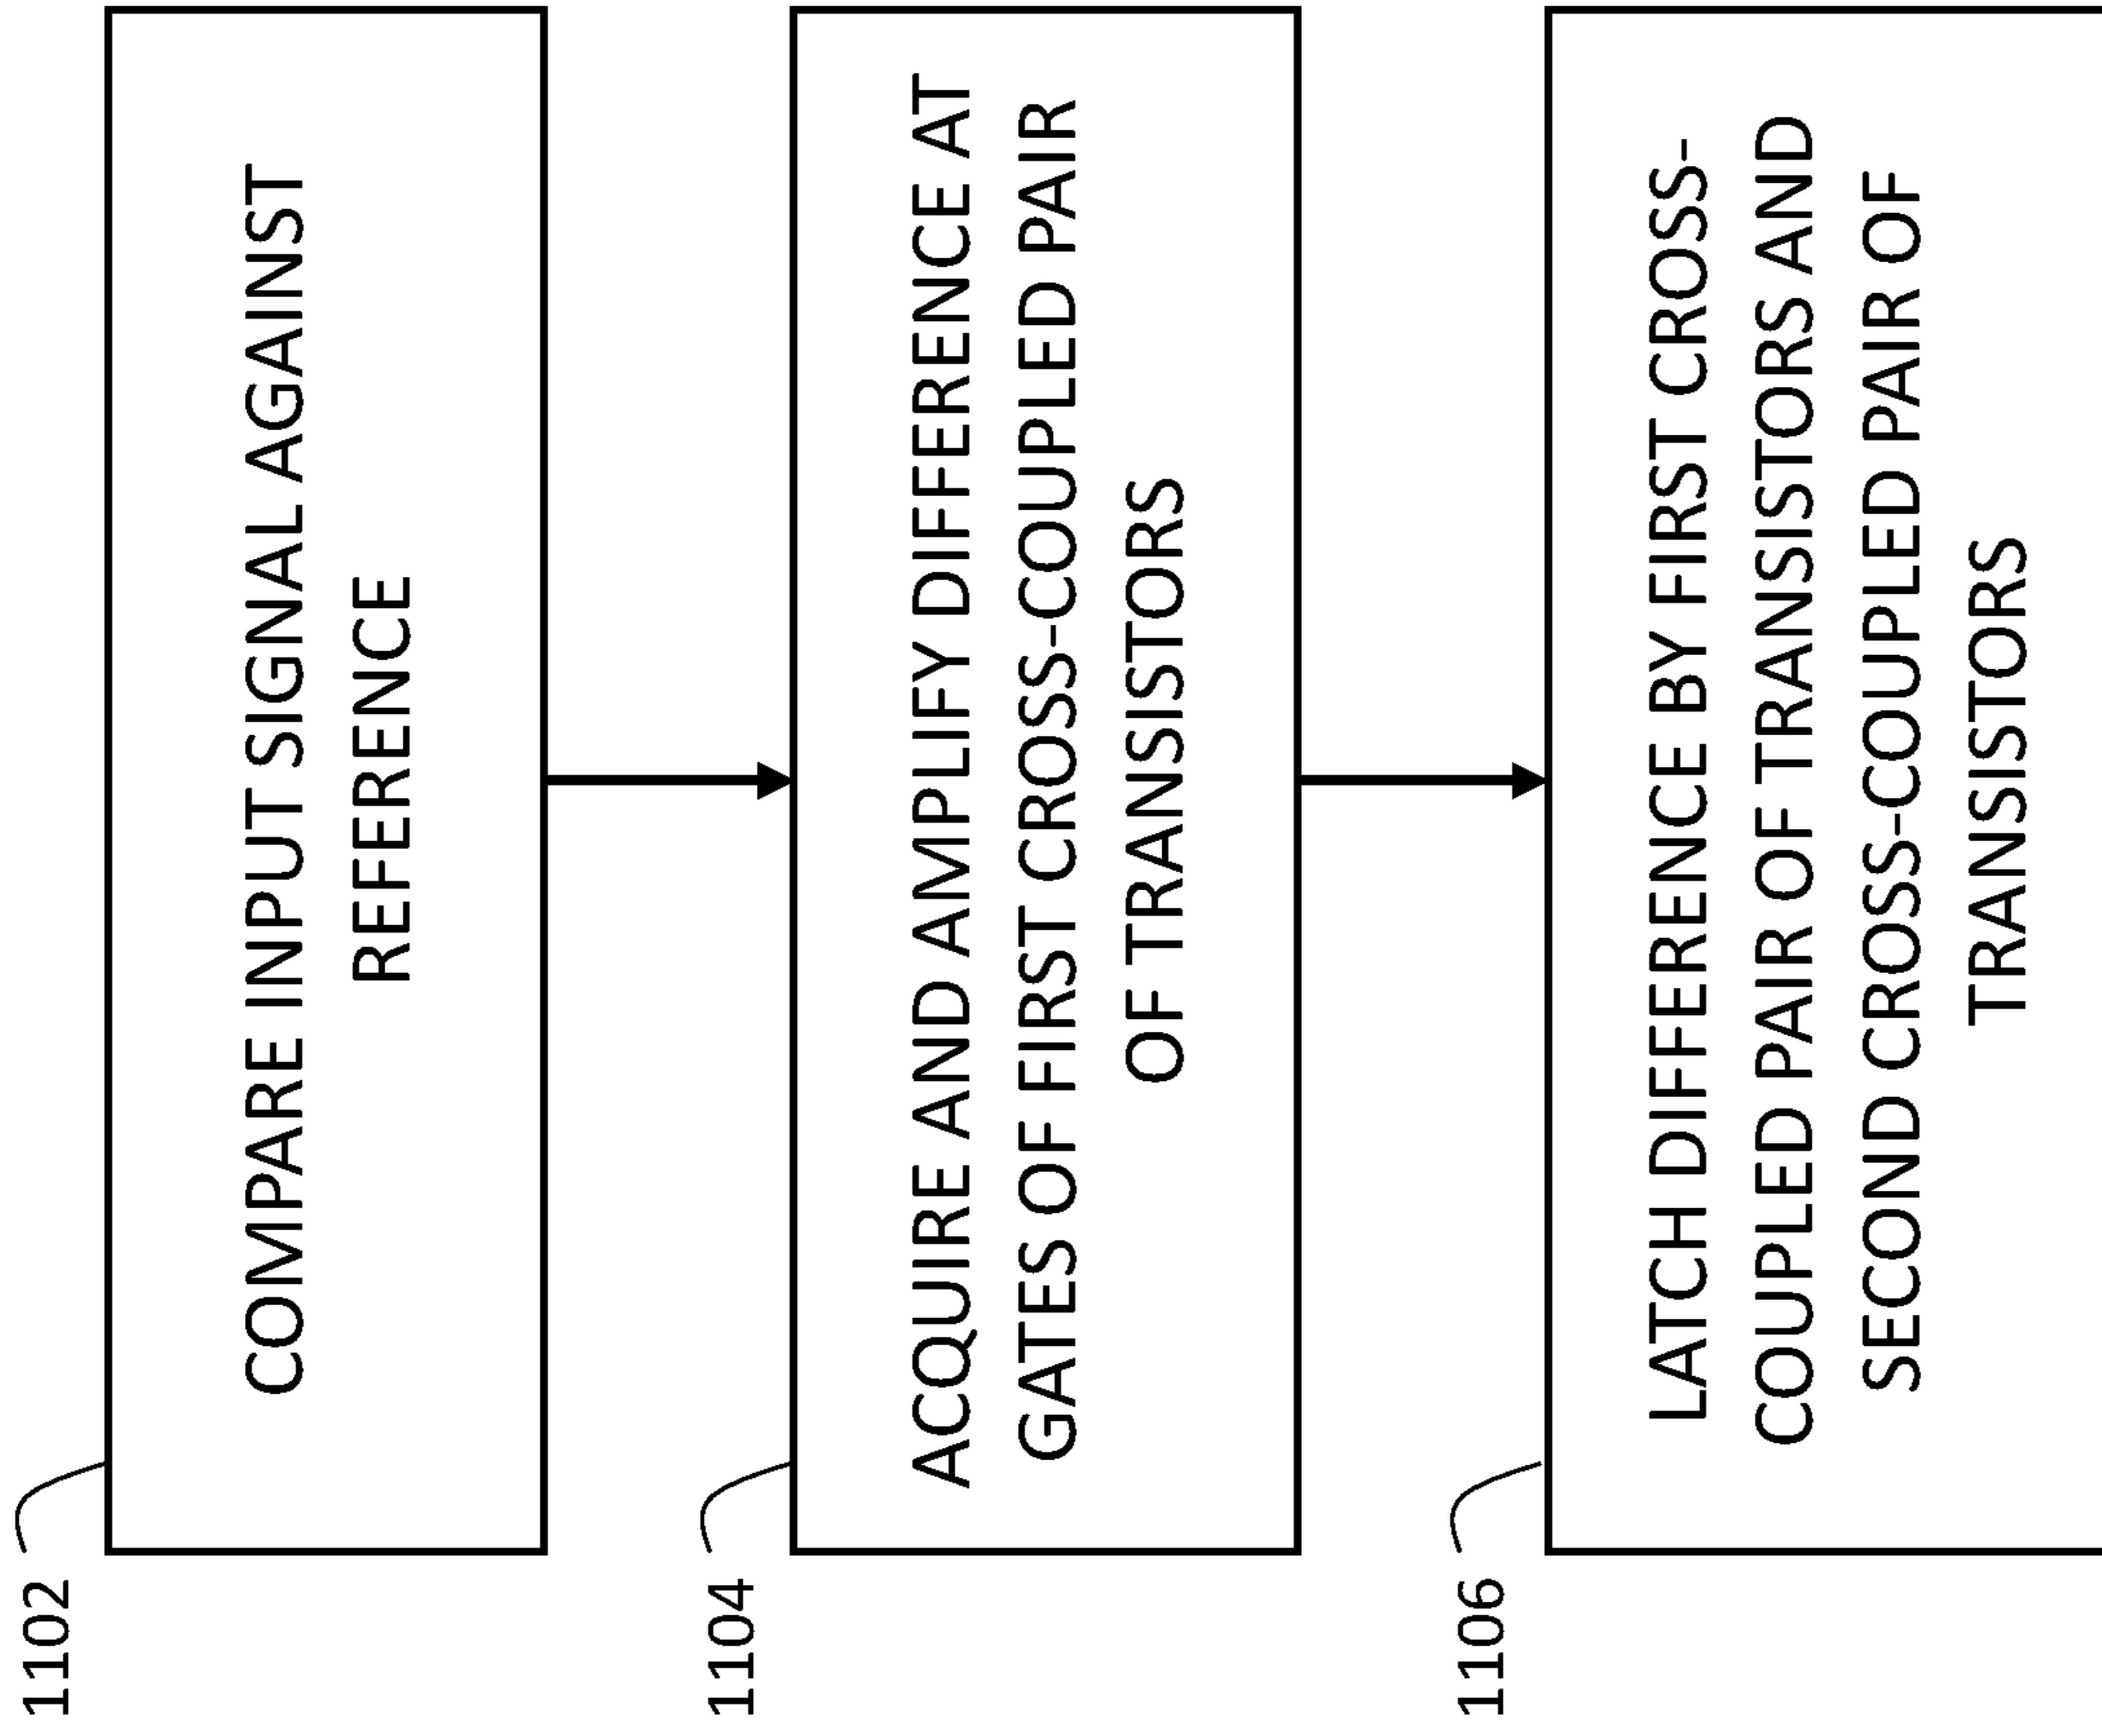 1102
COMPARE INPUT SIGNAL AGAINST
REFERENCE
1104
ACQUIRE AND AMPLIFY DIFFERENCE AT
GATES OF FIRST CROSS-COUPLED PAIR
OF TRANSISTORS
1106
LATCH DIFFERENCE BY FIRST CROSS-
COUPLED PAIR OF TRANSISTORS AND
SECOND CROSS-COUPLED PAIR OF
TRANSISTORS